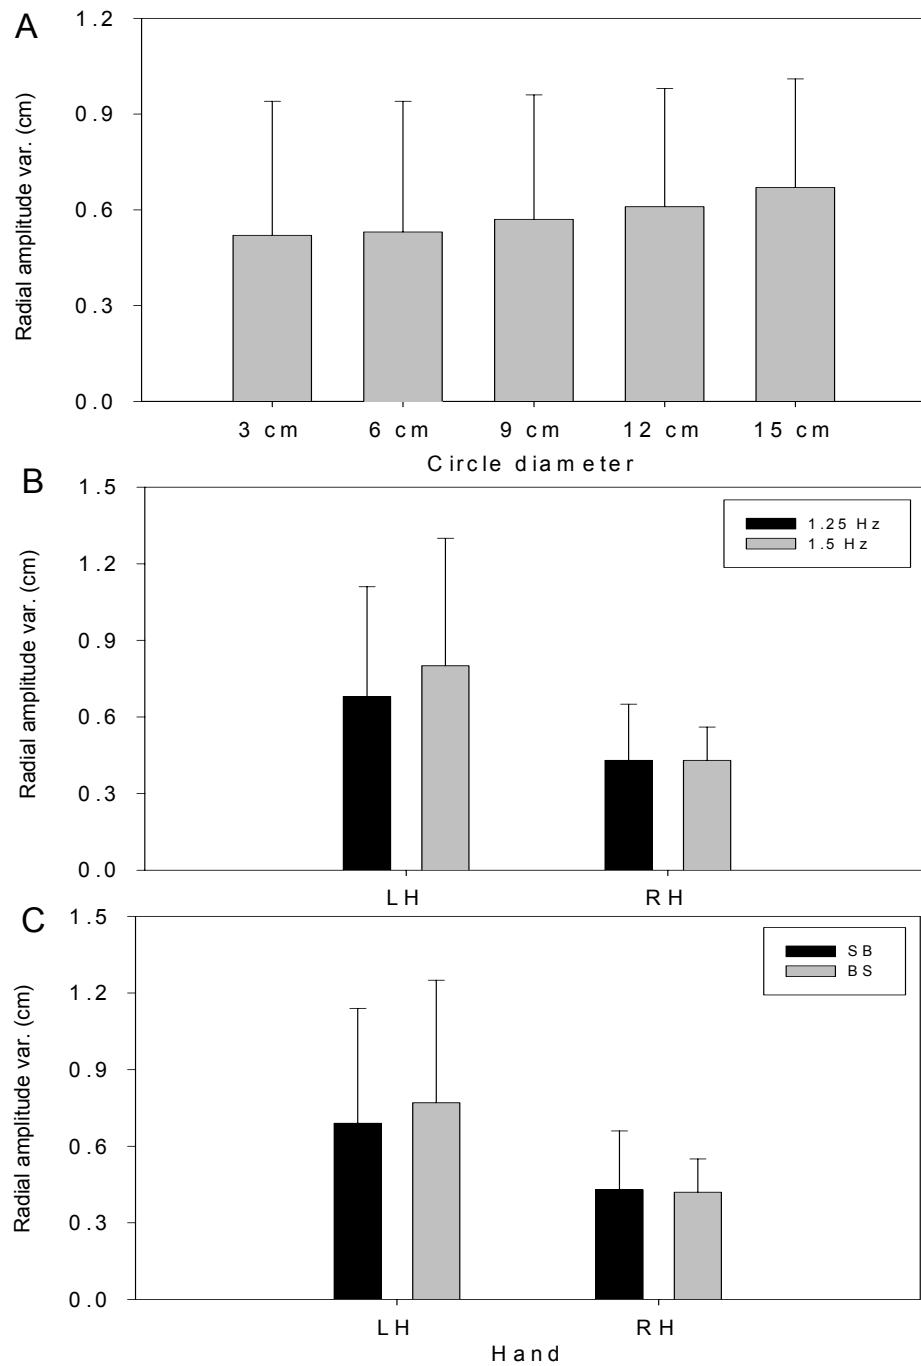 A
Radial amplitude var. (cm)
1.2
0.9
0.6
0.3
0.0
3 cm 6 cm 9 cm 12 cm 15 cm
Circle diameter
B
Radial amplitude var. (cm)
1.5
1.2
0.9
0.6
0.3
0.0
1.25 Hz
1.5 Hz
LH RH
C
Radial amplitude var. (cm)
1.5
1.2
0.9
0.6
0.3
0.0
SB
BS
LH RH
Hand